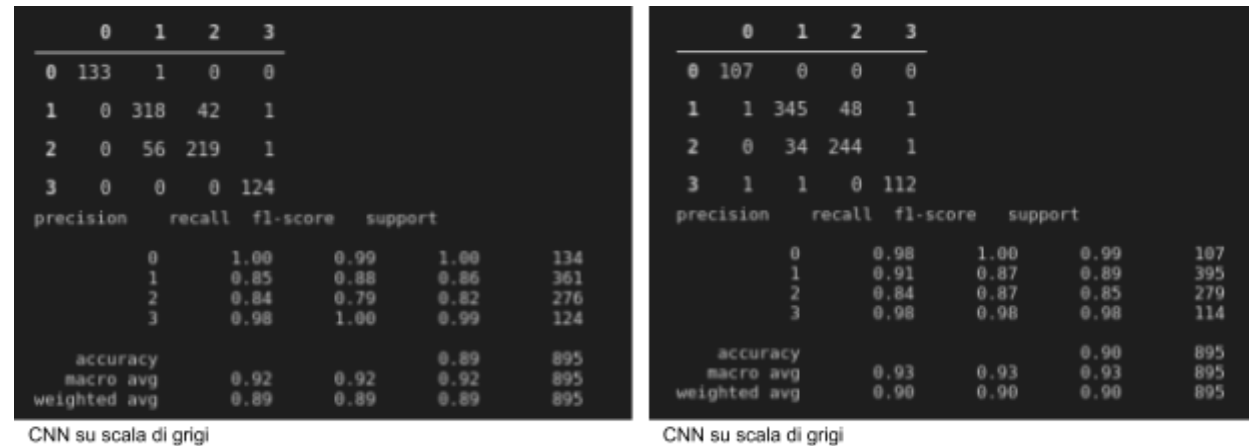 0 1 2 3
0 133 1 0 0
1 0 318 42 1
2 0 56 219 1
3 0 0 0 124
precision recall f1-score support
0 1.00 0.99 1.00 134
1 0.85 0.88 0.86 361
2 0.84 0.79 0.82 276
3 0.98 1.00 0.99 124
accuracy 0.89 895
macro avg 0.92 0.92 0.92 895
weighted avg 0.89 0.89 0.89 895
CNN su scala di grigi
0 1 2 3
0 107 0 0 0
1 1 345 48 1
2 0 34 244 1
3 1 1 0 112
precision recall f1-score support
0 0.98 1.00 0.99 107
1 0.91 0.87 0.89 395
2 0.84 0.87 0.85 279
3 0.98 0.98 0.98 114
accuracy 0.90 895
macro avg 0.93 0.93 0.93 895
weighted avg 0.90 0.90 0.90 895
CNN su scala di grigi